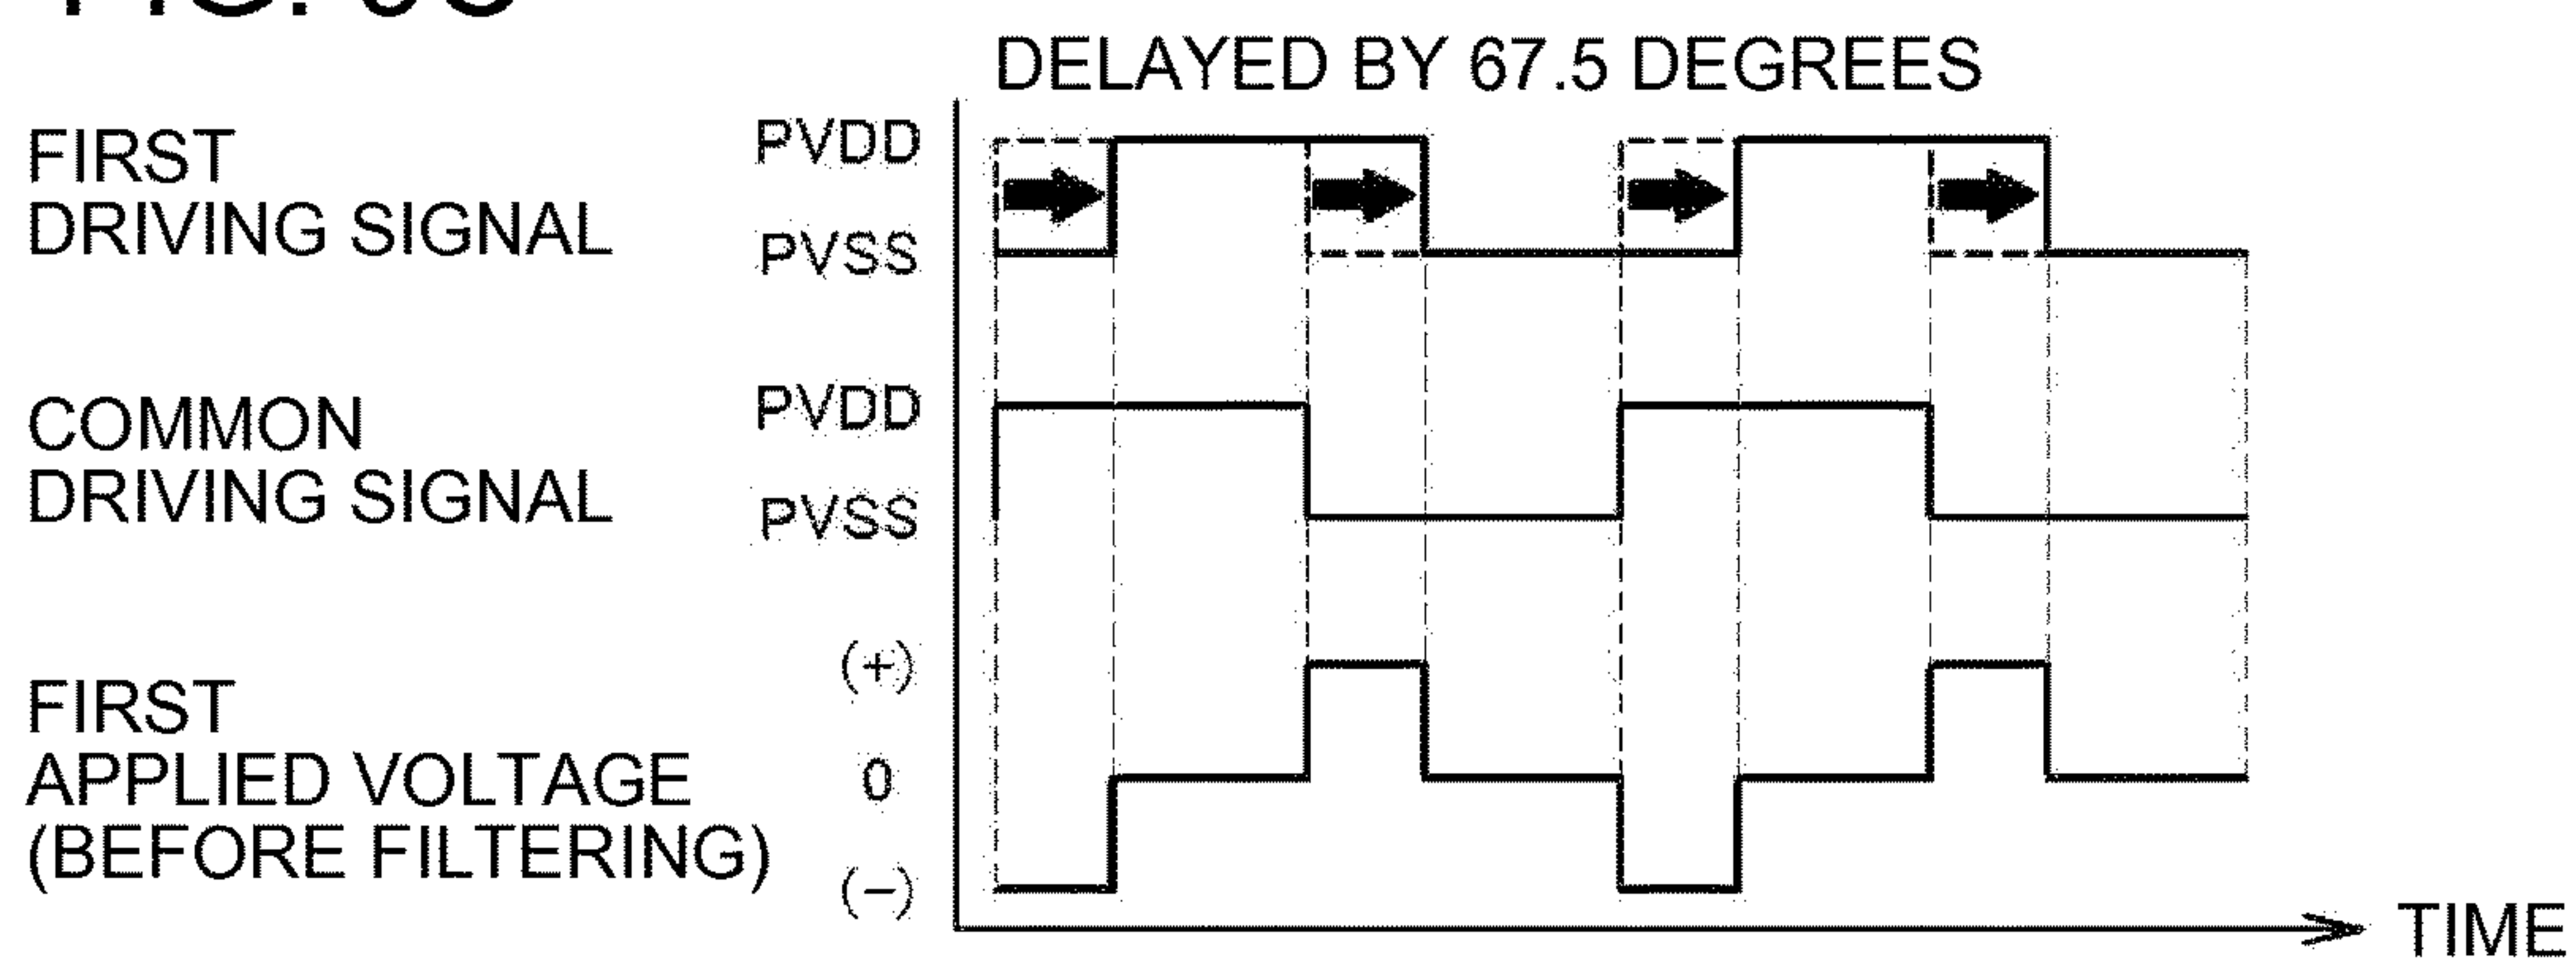 DELAYED BY 67.5 DEGREES
FIRST
DRIVING SIGNAL
PVDD
PVSS
COMMON
DRIVING SIGNAL
PVDD
PVSS
FIRST
APPLIED VOLTAGE
(BEFORE FILTERING)
(+)
0
(−)
TIME